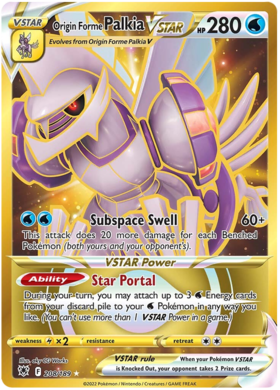 VSTAR Origin Forme Palkia VSTAR HP 280
Evolves from Origin Forme Palkia V
Subspace Swell 60+
This attack does 20 more damage for each Benched
Pokémon (both yours and your opponent's).
VSTAR Power
Ability Star Portal
During your turn, you may attach up to 3 Energy cards
from your discard pile to your Pokémon in any way you
like. (You can't use more than 1 VSTAR Power in a game.)
weakness ×2 resistance retreat
VSTAR rule When your Pokémon VSTAR
is Knocked Out, your opponent takes 2 Prize cards.
Illus. aky CG Works
F 208/189
©2022 Pokémon / Nintendo / Creatures / GAME FREAK